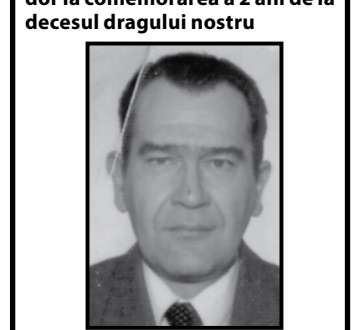 dor la comemorarea a 2 ani de la
decesul dragului nostru